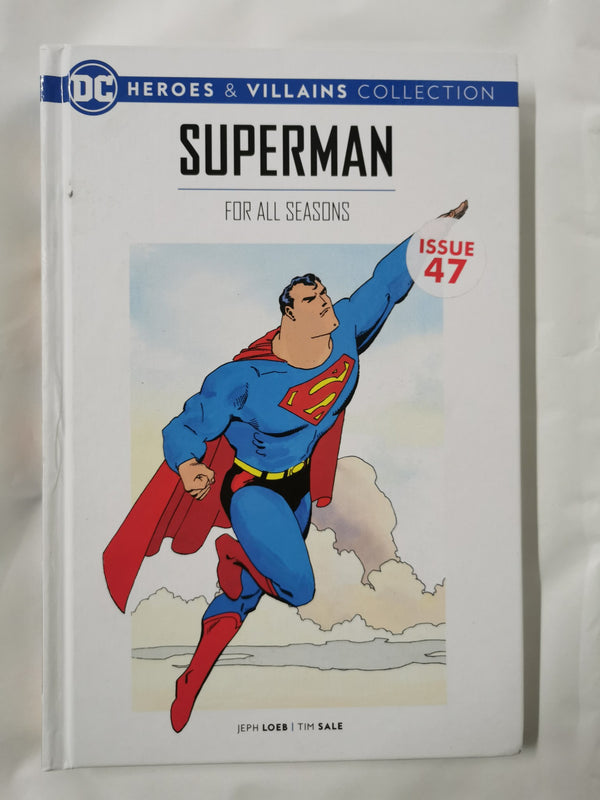 DC HEROES & VILLAINS COLLECTION
SUPERMAN
FOR ALL SEASONS
ISSUE
47
S
JEPH LOEB | TIM SALE